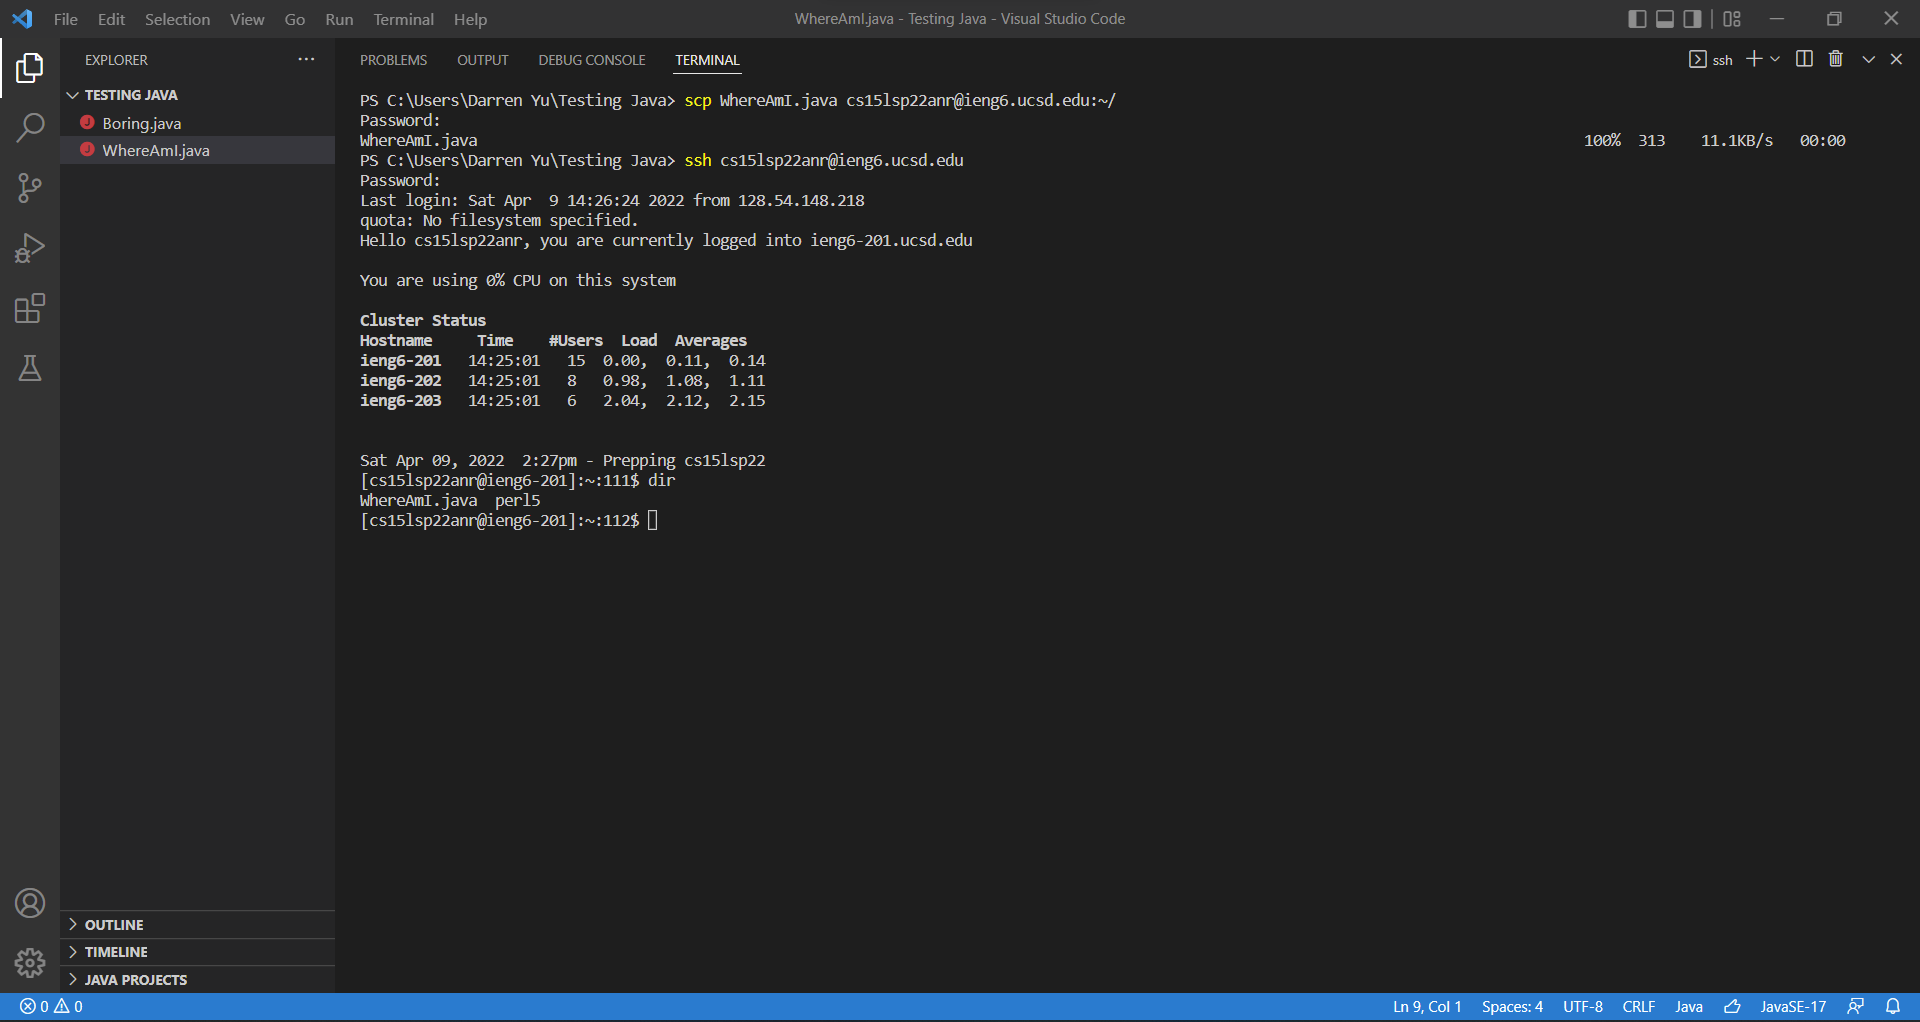 File Edit Selection View Go Run Terminal Help
WhereAmI.java - Testing Java - Visual Studio Code
EXPLORER
TESTING JAVA
Boring.java
WhereAmI.java
OUTLINE
TIMELINE
JAVA PROJECTS
PROBLEMS OUTPUT DEBUG CONSOLE TERMINAL
ssh
PS C:\Users\Darren Yu\Testing Java> scp WhereAmI.java cs15lsp22anr@ieng6.ucsd.edu:~/
Password:
WhereAmI.java 100% 313 11.1KB/s 00:00
PS C:\Users\Darren Yu\Testing Java> ssh cs15lsp22anr@ieng6.ucsd.edu
Password:
Last login: Sat Apr  9 14:26:24 2022 from 128.54.148.218
quota: No filesystem specified.
Hello cs15lsp22anr, you are currently logged into ieng6-201.ucsd.edu
You are using 0% CPU on this system
Cluster Status
Hostname     Time    #Users  Load  Averages
ieng6-201   14:25:01   15  0.00,  0.11,  0.14
ieng6-202   14:25:01   8   0.98,  1.08,  1.11
ieng6-203   14:25:01   6   2.04,  2.12,  2.15
Sat Apr 09, 2022  2:27pm - Prepping cs15lsp22
[cs15lsp22anr@ieng6-201]:~:111$ dir
WhereAmI.java  perl5
[cs15lsp22anr@ieng6-201]:~:112$
0 0
Ln 9, Col 1 Spaces: 4 UTF-8 CRLF Java JavaSE-17